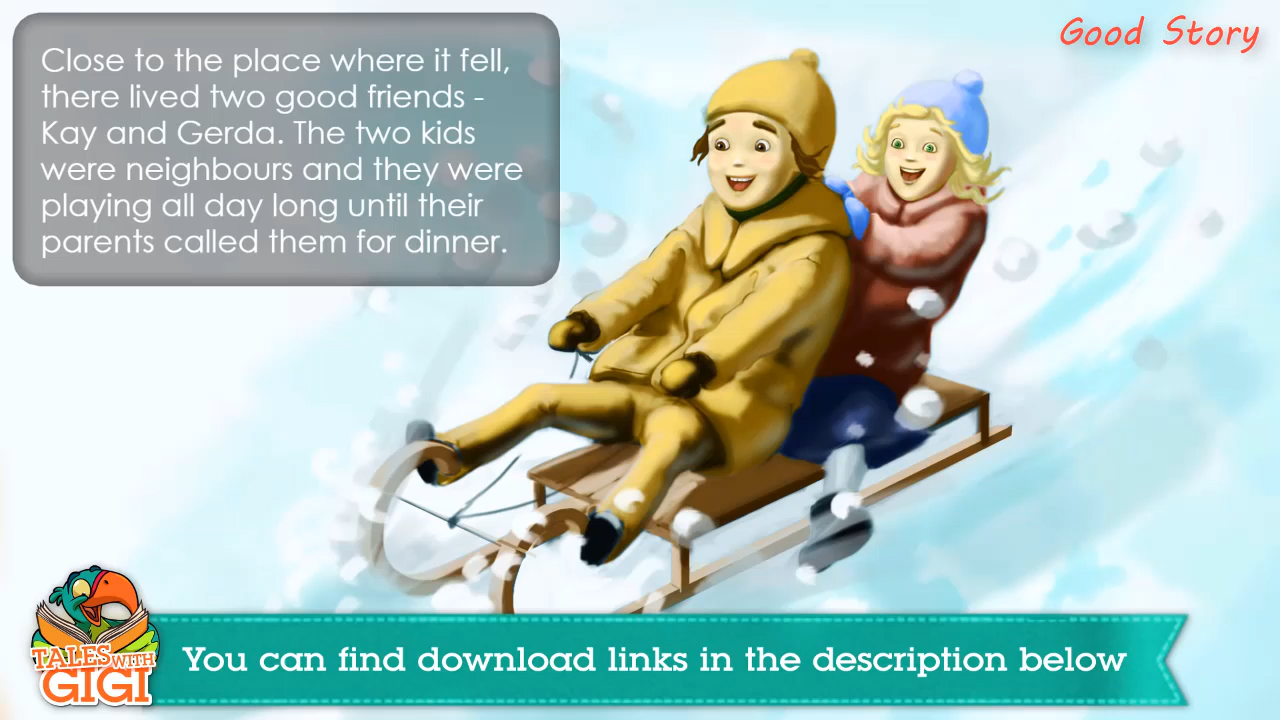 Close to the place where it fell,
there lived two good friends -
Kay and Gerda. The two kids
were neighbours and they were
playing all day long until their
parents called them for dinner.
Good Story
TALES WITH
GIGI
You can find download links in the description below